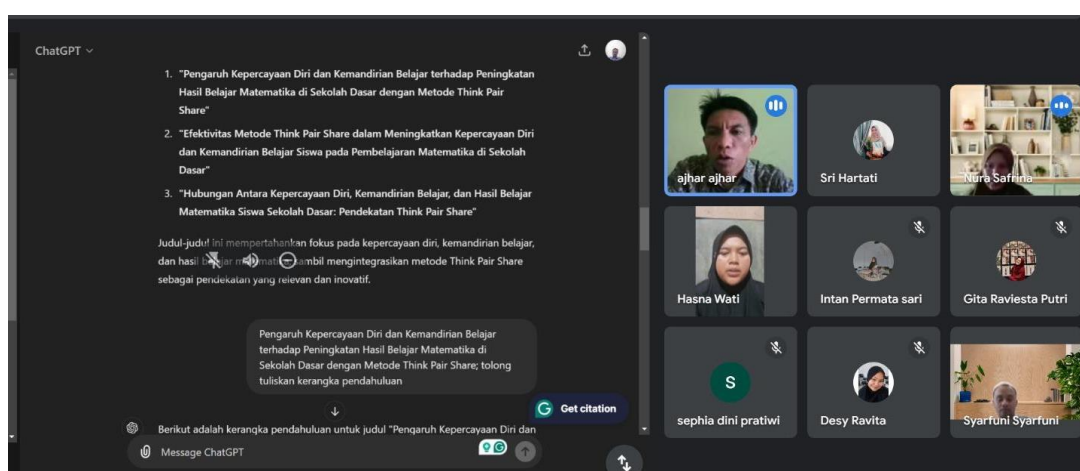 ChatGPT
1. "Pengaruh Kepercayaan Diri dan Kemandirian Belajar terhadap Peningkatan
Hasil Belajar Matematika di Sekolah Dasar dengan Metode Think Pair
Share"
2. "Efektivitas Metode Think Pair Share dalam Meningkatkan Kepercayaan Diri
dan Kemandirian Belajar Siswa pada Pembelajaran Matematika di Sekolah
Dasar"
3. "Hubungan Antara Kepercayaan Diri, Kemandirian Belajar, dan Hasil Belajar
Matematika Siswa Sekolah Dasar: Pendekatan Think Pair Share"
Judul-judul ini mempertahankan fokus pada kepercayaan diri, kemandirian belajar,
dan hasil belajar matematika sambil mengintegrasikan metode Think Pair Share
sebagai pendekatan yang relevan dan inovatif.
Pengaruh Kepercayaan Diri dan Kemandirian Belajar
terhadap Peningkatan Hasil Belajar Matematika di
Sekolah Dasar dengan Metode Think Pair Share; tolong
tuliskan kerangka pendahuluan
Get citation
Berikut adalah kerangka pendahuluan untuk judul "Pengaruh Kepercayaan Diri dan
Message ChatGPT
ajhar ajhar
Sri Hartati
Nura Safrina
Hasna Wati
Intan Permata sari
Gita Raviesta Putri
S
sephia dini pratiwi
Desy Ravita
Syarfuni Syarfuni